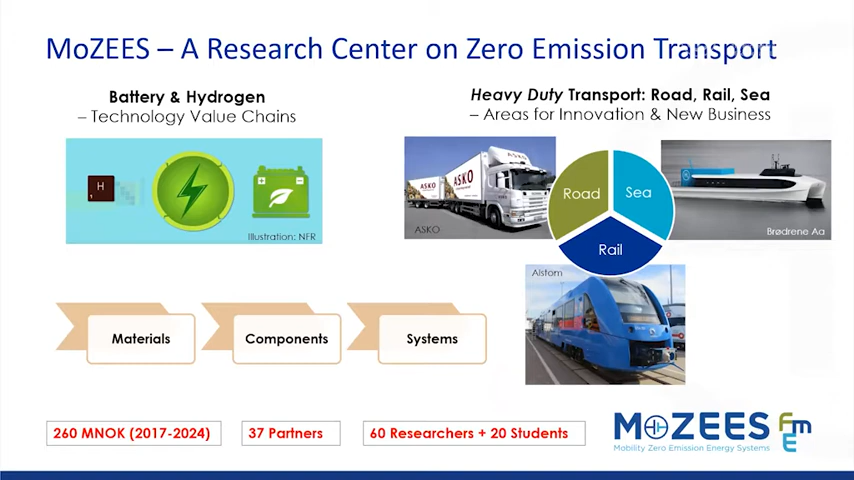 MoZEES – A Research Center on Zero Emission Transport
Battery & Hydrogen
– Technology Value Chains
H
1
Illustration: NFR
Heavy Duty Transport: Road, Rail, Sea
– Areas for Innovation & New Business
ASKO
ASKO
ASKO
Road
Sea
Rail
Brødrene Aa
Alstom
Materials
Components
Systems
260 MNOK (2017-2024)
37 Partners
60 Researchers + 20 Students
MoZEES
Mobility Zero Emission Energy Systems
FmE